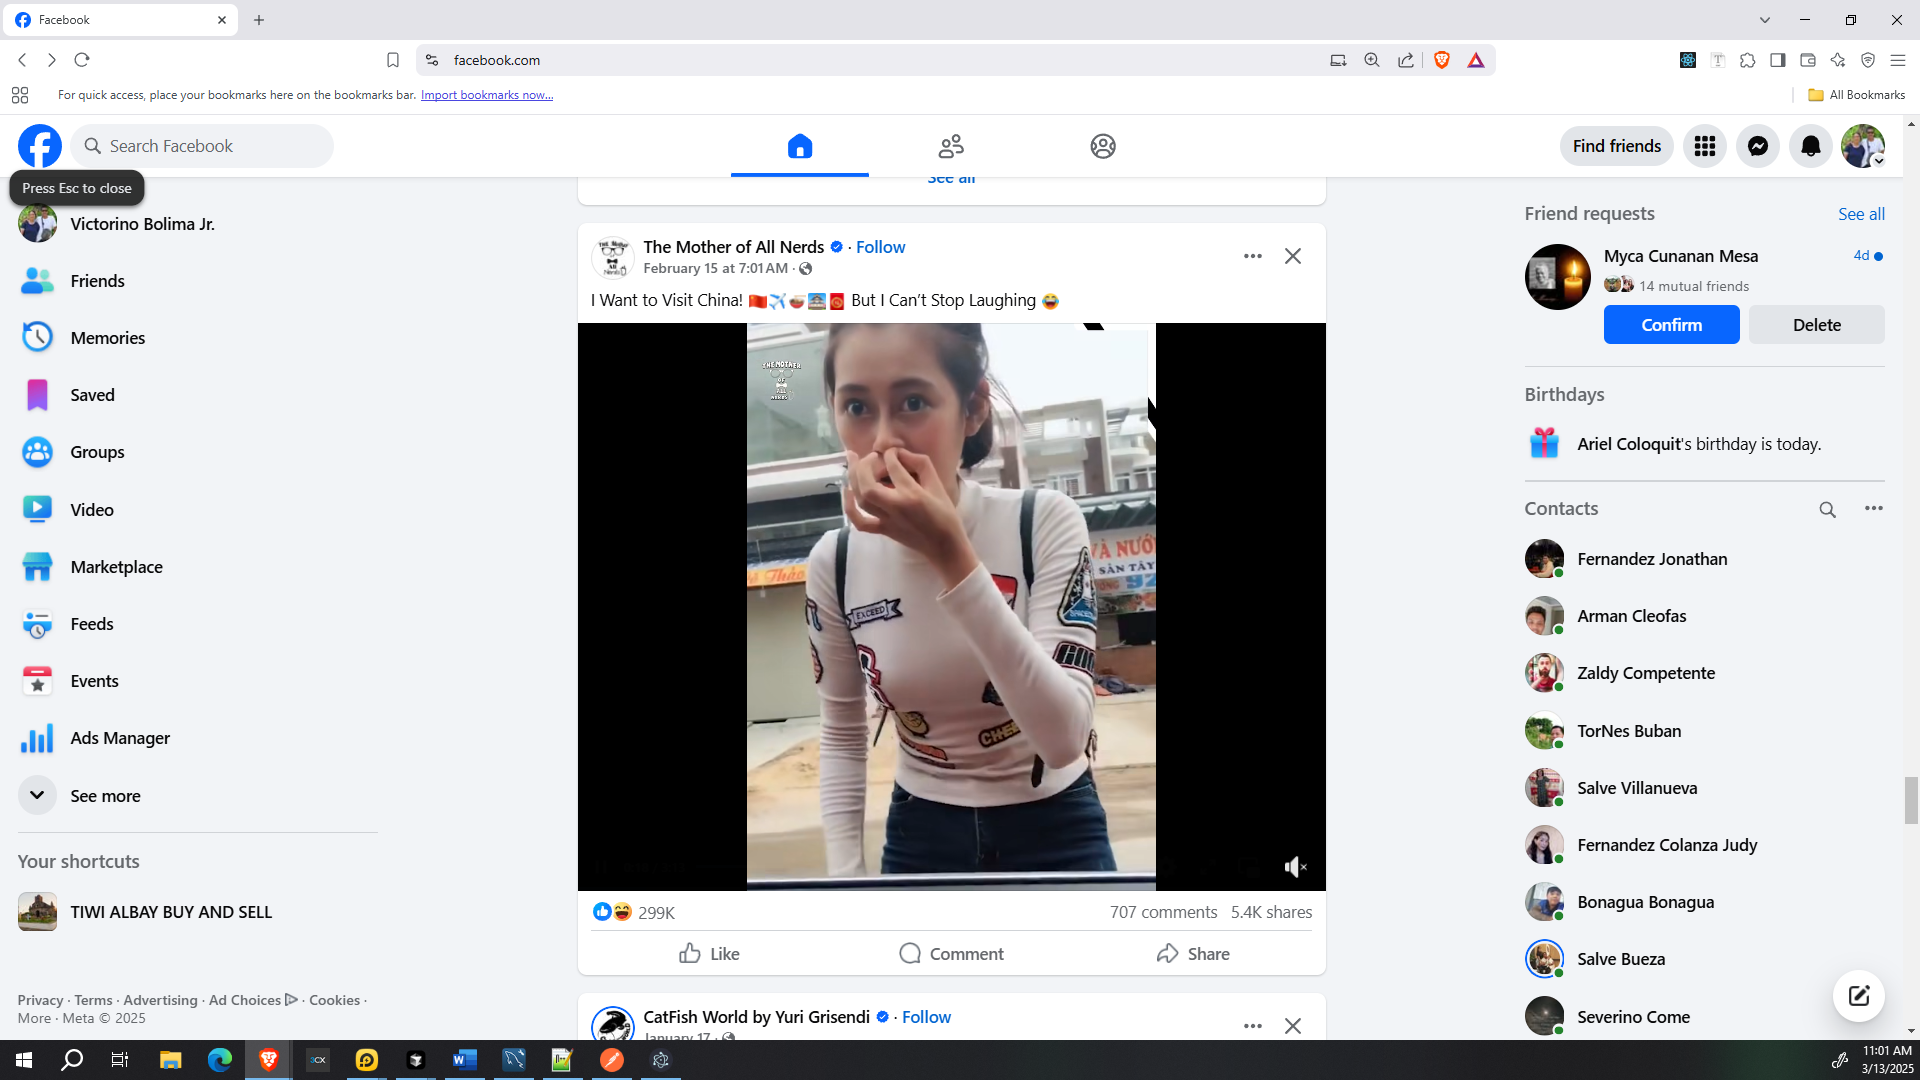 Facebook
facebook.com
For quick access, place your bookmarks here on the bookmarks bar. Import bookmarks now...
All Bookmarks
Search Facebook
Find friends
Press Esc to close
Victorino Bolima Jr.
Friends
Memories
Saved
Groups
Video
Marketplace
Feeds
Events
Ads Manager
See more
Your shortcuts
TIWI ALBAY BUY AND SELL
Privacy · Terms · Advertising · Ad Choices · Cookies ·
More · Meta © 2025
See all
The Mother of All Nerds · Follow
February 15 at 7:01 AM ·
I Want to Visit China! 🇨🇳✈️🍜🏯🧧 But I Can't Stop Laughing 😂
THE MOTHER
OF
ALL
NERDS
VÀ NƯỚ
SÂN TÂY
Thảo
EXCEED
299K
707 comments 5.4K shares
Like
Comment
Share
CatFish World by Yuri Grisendi · Follow
January 17 ·
Friend requests
See all
Myca Cunanan Mesa
4d
14 mutual friends
Confirm
Delete
Birthdays
Ariel Coloquit's birthday is today.
Contacts
Fernandez Jonathan
Arman Cleofas
Zaldy Competente
TorNes Buban
Salve Villanueva
Fernandez Colanza Judy
Bonagua Bonagua
Salve Bueza
Severino Come
11:01 AM
3/13/2025